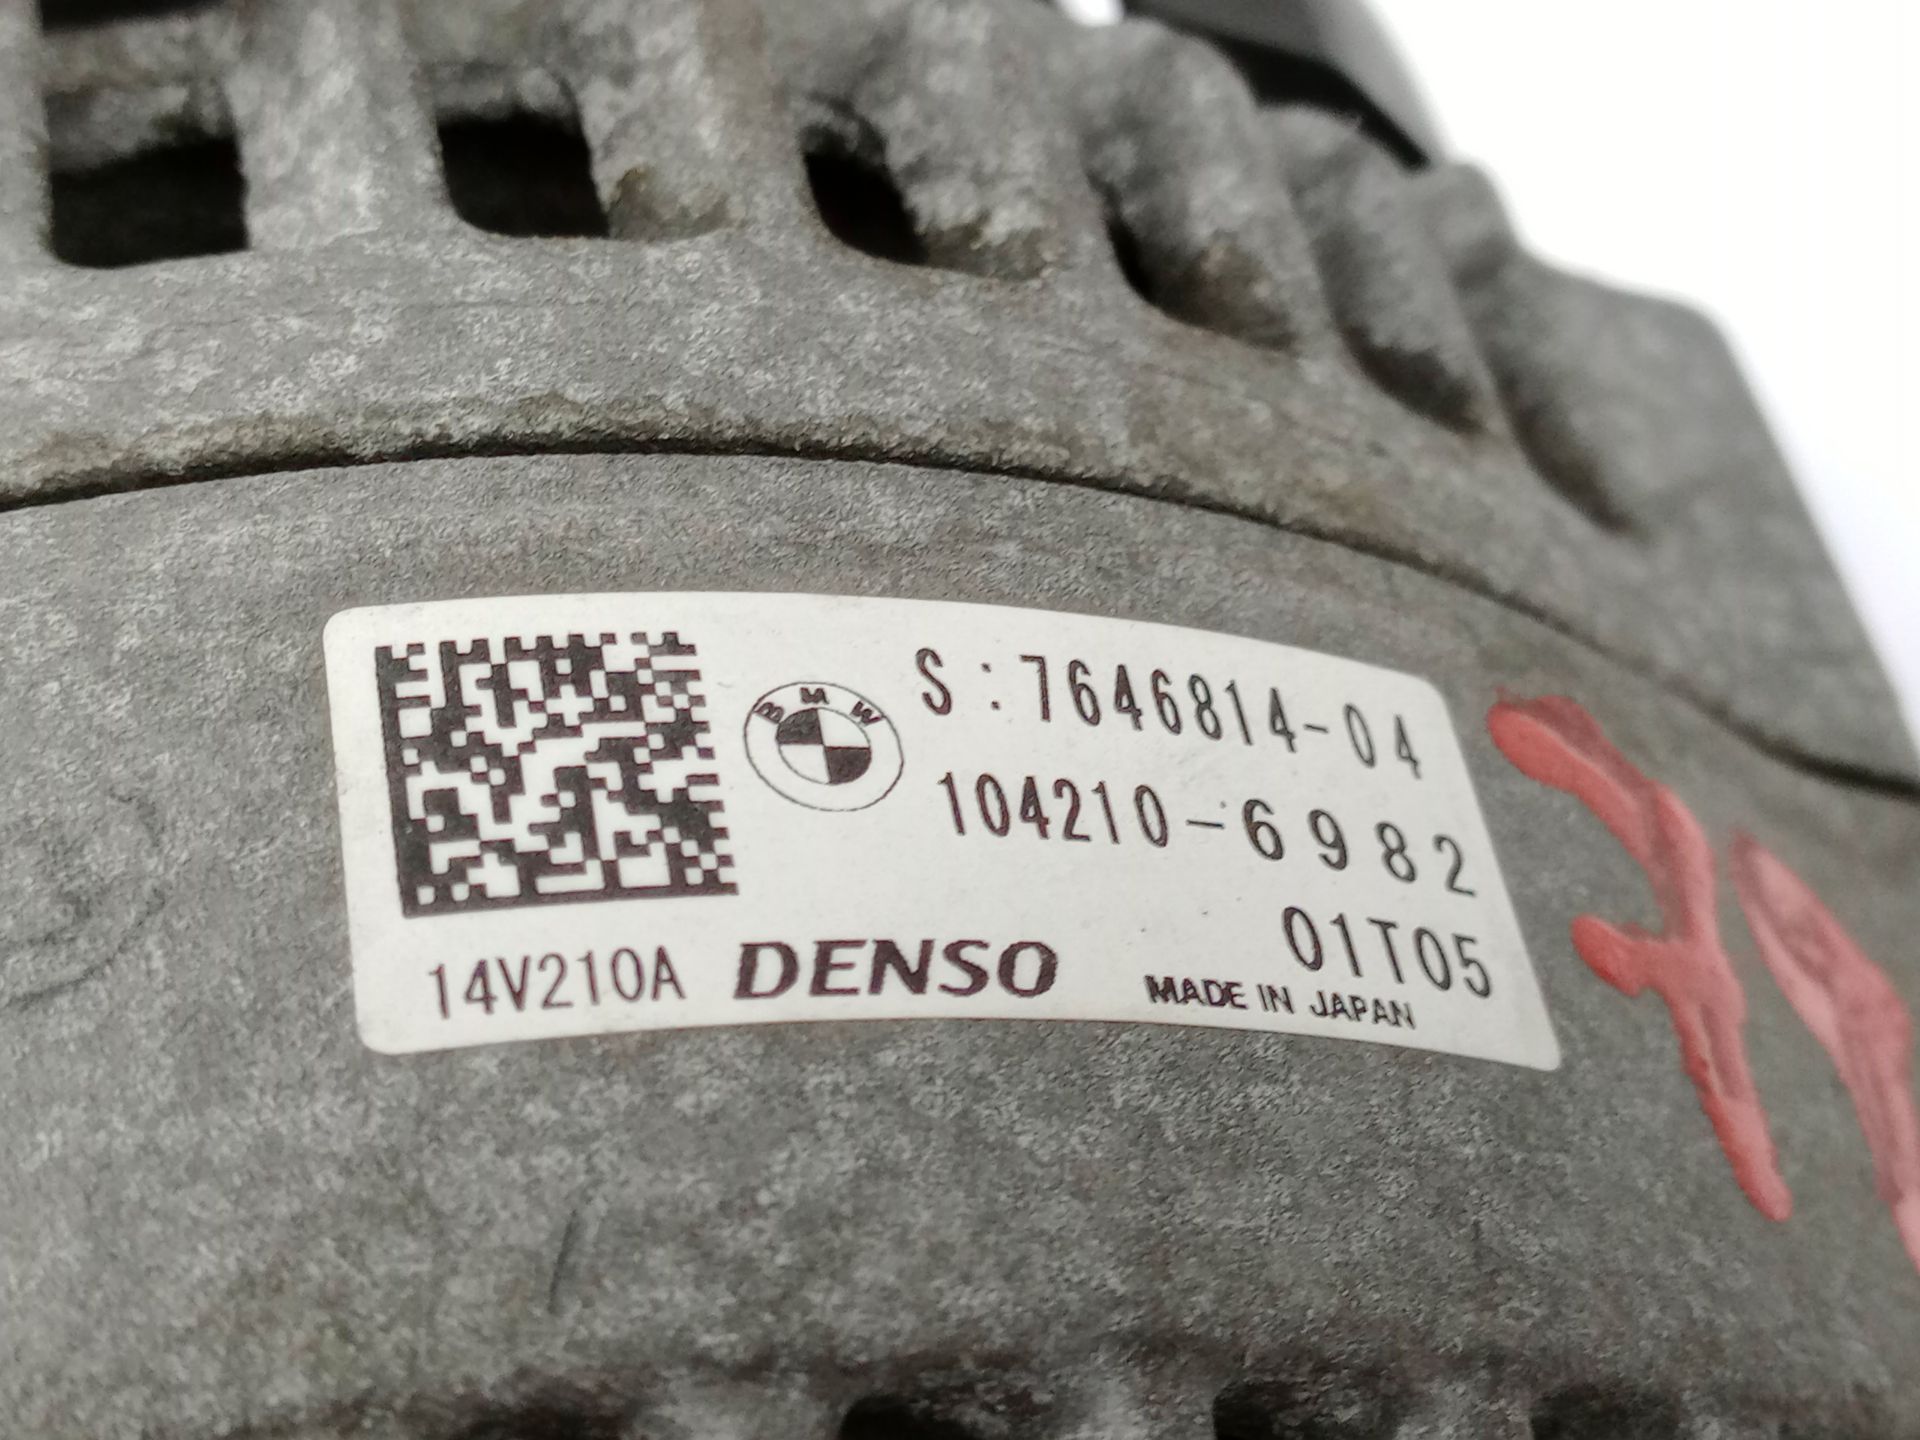 BMW
S:7646814-04
104210-6982
01T05
14V210A DENSO MADE IN JAPAN